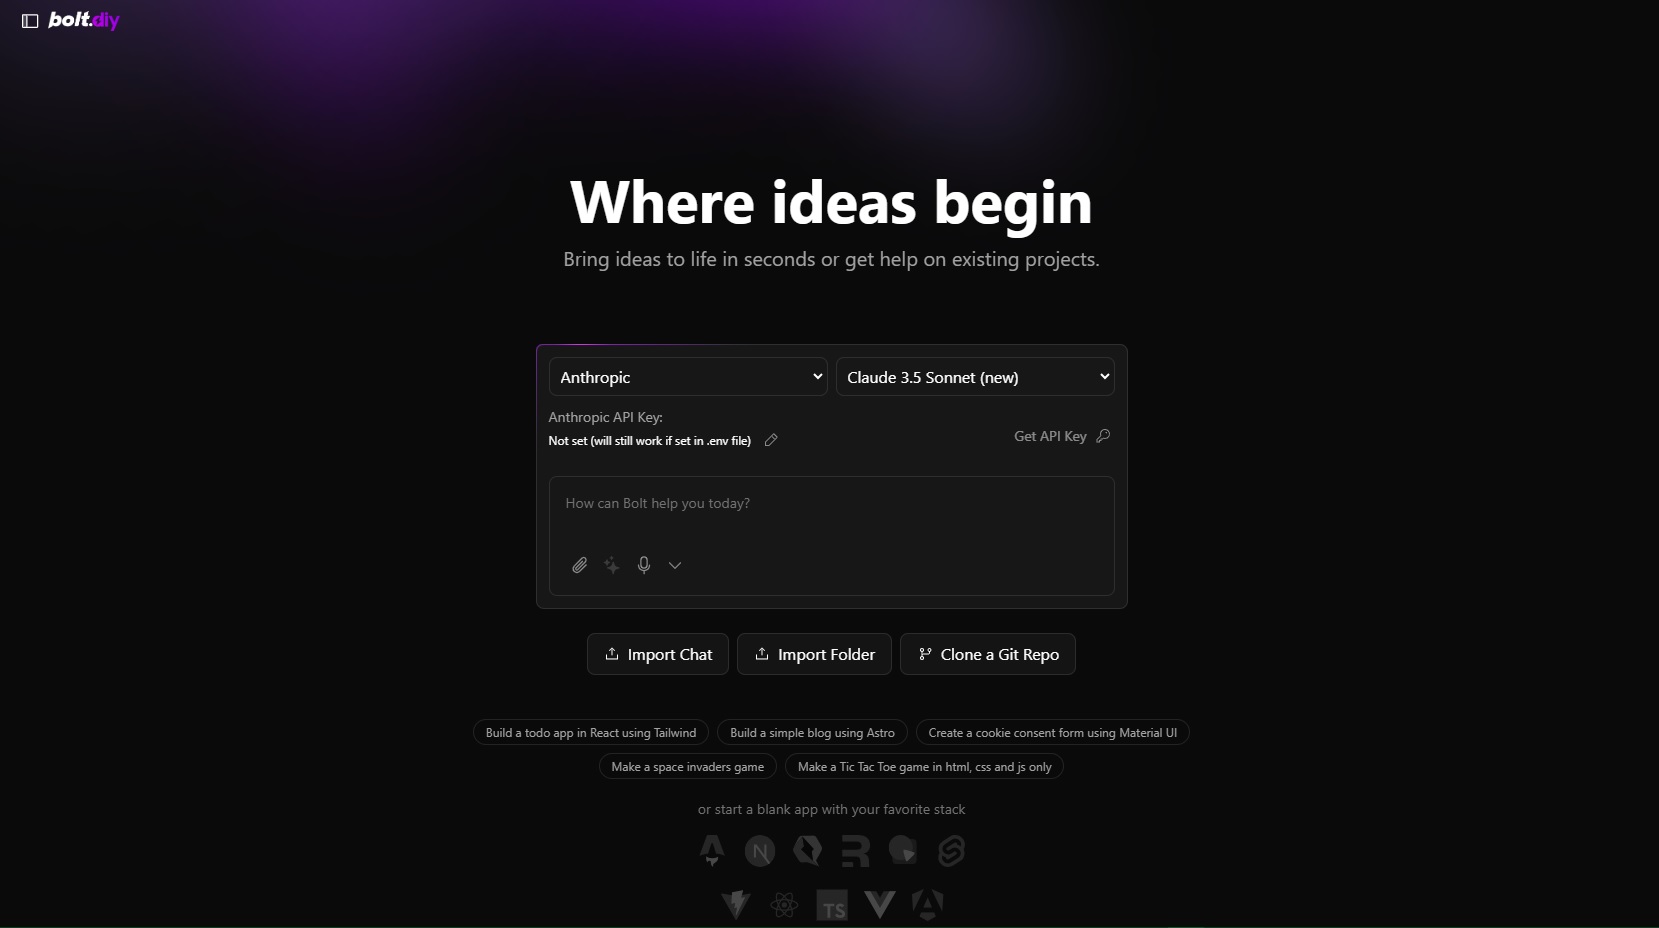 bolt.diy
Where ideas begin
Bring ideas to life in seconds or get help on existing projects.
Anthropic
Claude 3.5 Sonnet (new)
Anthropic API Key:
Not set (will still work if set in .env file)
Get API Key
How can Bolt help you today?
Import Chat
Import Folder
Clone a Git Repo
Build a todo app in React using Tailwind
Build a simple blog using Astro
Create a cookie consent form using Material UI
Make a space invaders game
Make a Tic Tac Toe game in html, css and js only
or start a blank app with your favorite stack
N
TS